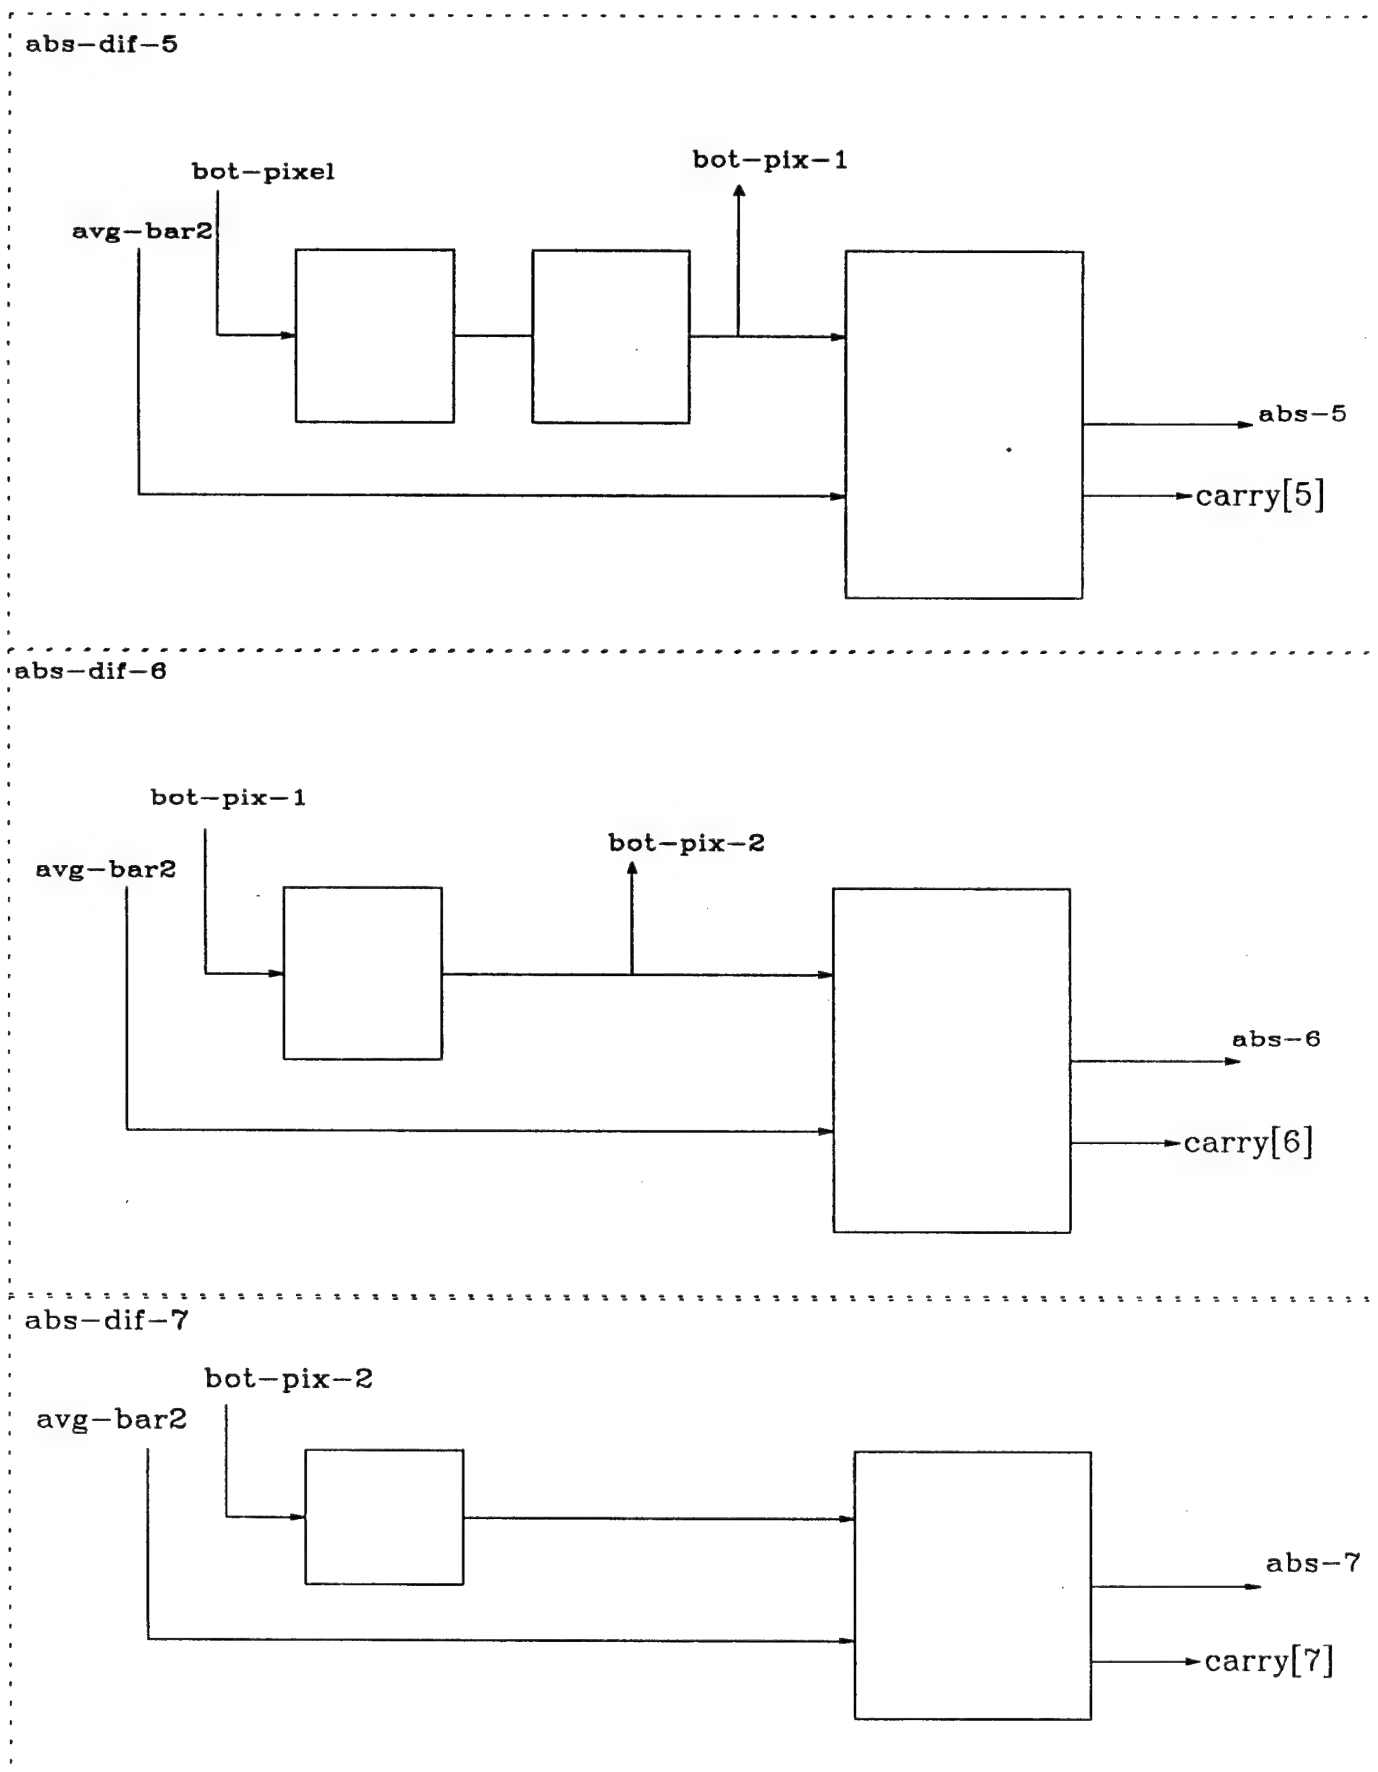 abs-dif-5
bot-pix-1
bot-pixel
avg-bar2
abs-5
carry[5]
abs-dif-6
bot-pix-1
bot-pix-2
avg-bar2
abs-6
carry[6]
abs-dif-7
bot-pix-2
avg-bar2
abs-7
carry[7]